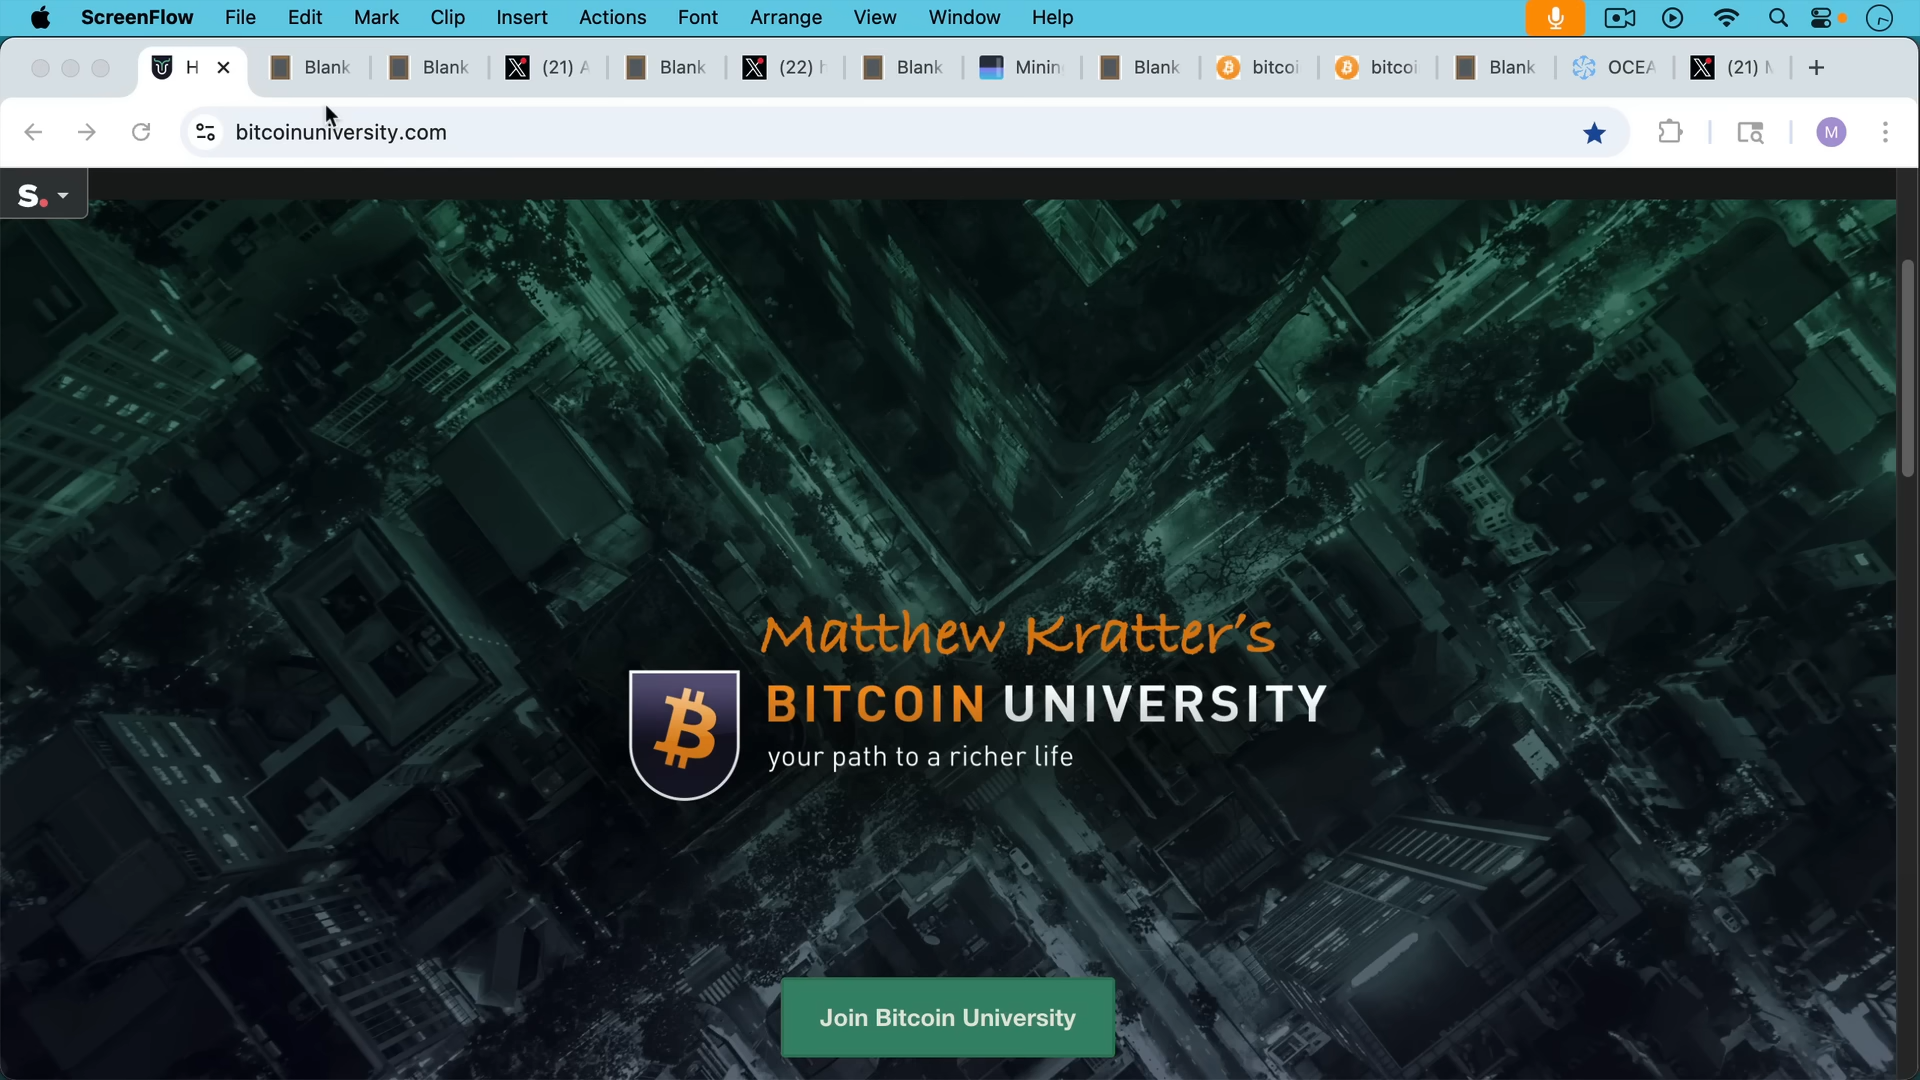 ScreenFlow File Edit Mark Clip Insert Actions Font Arrange View Window Help
H Blank Blank (21) A Blank (22) Blank Minin Blank bitcoi bitcoi Blank OCEA (21)
bitcoinuniversity.com M
S.
Matthew Kratter's
BITCOIN UNIVERSITY
your path to a richer life
Join Bitcoin University